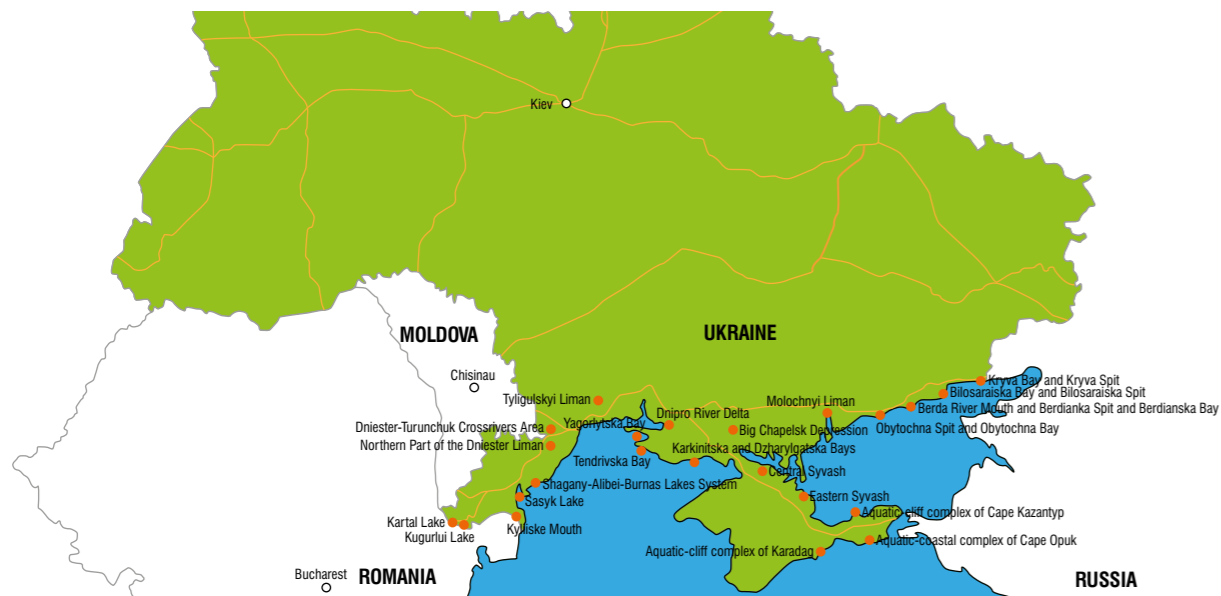 Kiev
MOLDOVA
UKRAINE
Chisinau
Kryva Bay and Kryva Spit
Bilosaraiska Bay and Bilosaraiska Spit
Tyligulskyi Liman
Molochnyi Liman
Berda River Mouth and Berdianka Spit and Berdianska Bay
Dnipro River Delta
Yagorlytska Bay
Obytochna Spit and Obytochna Bay
Dniester-Turunchuk Crossrivers Area
Big Chapelsk Depression
Northern Part of the Dniester Liman
Karkinitska and Dzharylgatska Bays
Tendrivska Bay
Central Syvash
Shagany-Alibei-Burnas Lakes System
Sasyk Lake
Eastern Syvash
Aquatic-cliff complex of Cape Kazantyp
Kartal Lake
Kyliiske Mouth
Kugurlui Lake
Aquatic-coastal complex of Cape Opuk
Aquatic-cliff complex of Karadag
Bucharest
ROMANIA
RUSSIA